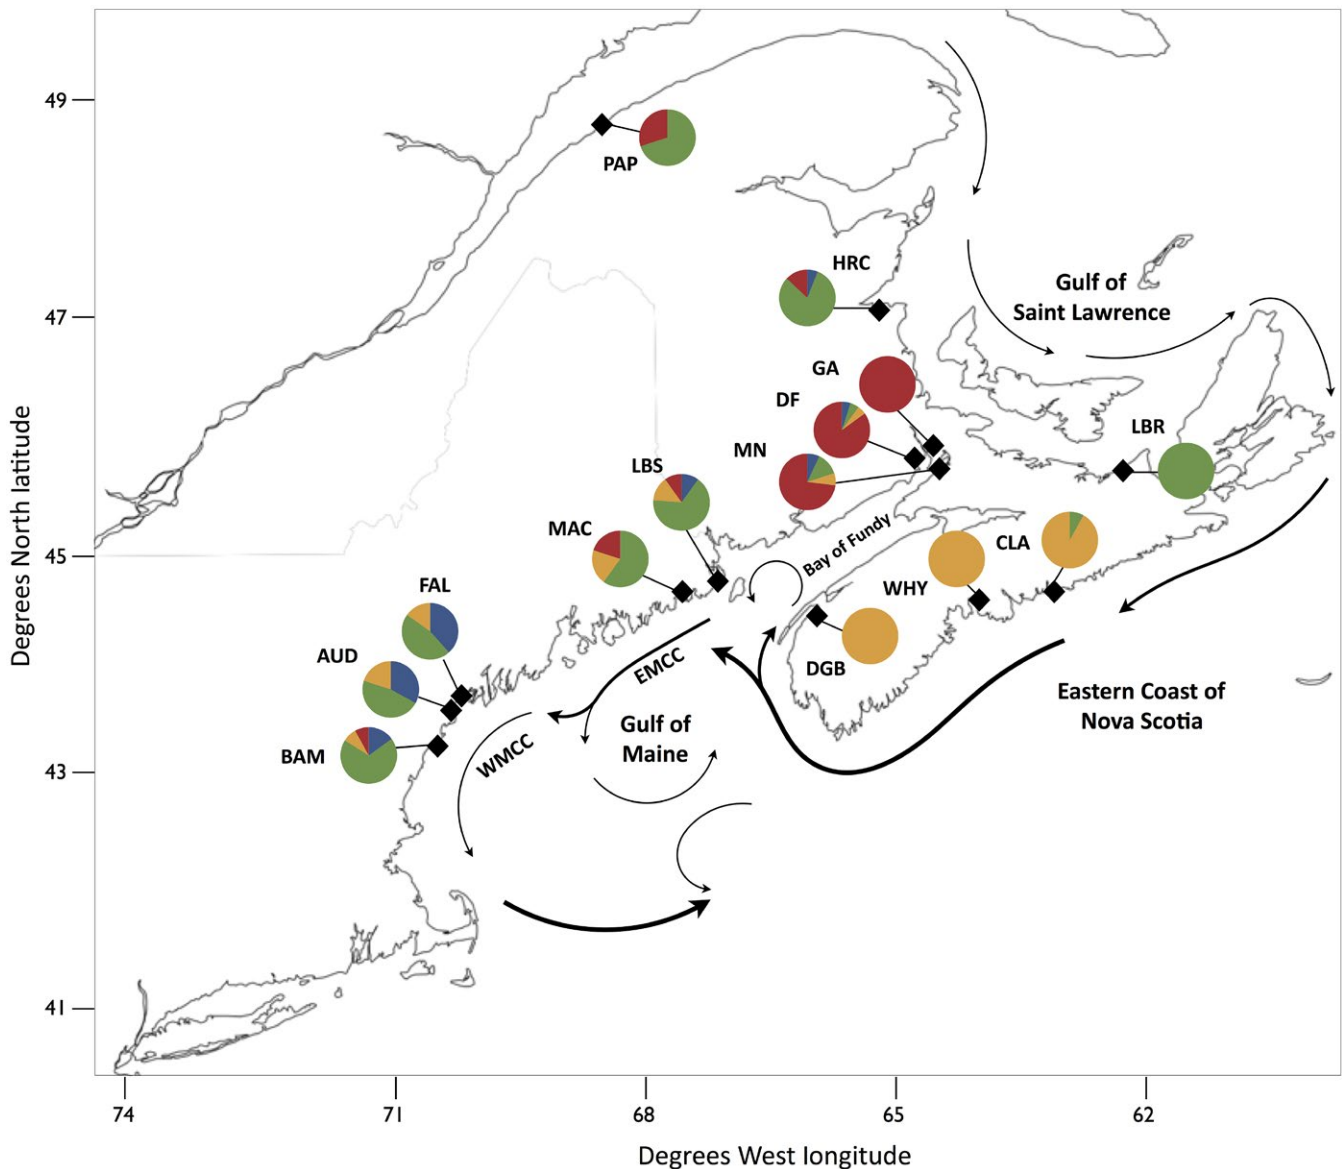 49
PAP
HRC
47
Gulf of
Saint Lawrence
GA
DF
MN
LBR
LBS
MAC
45
Bay of Fundy
CLA
WHY
FAL
DGB
AUD
EMCC
BAM
WMCC
Gulf of
Maine
Eastern Coast of
Nova Scotia
43
41
Degrees North latitude
74
71
68
65
62
Degrees West longitude